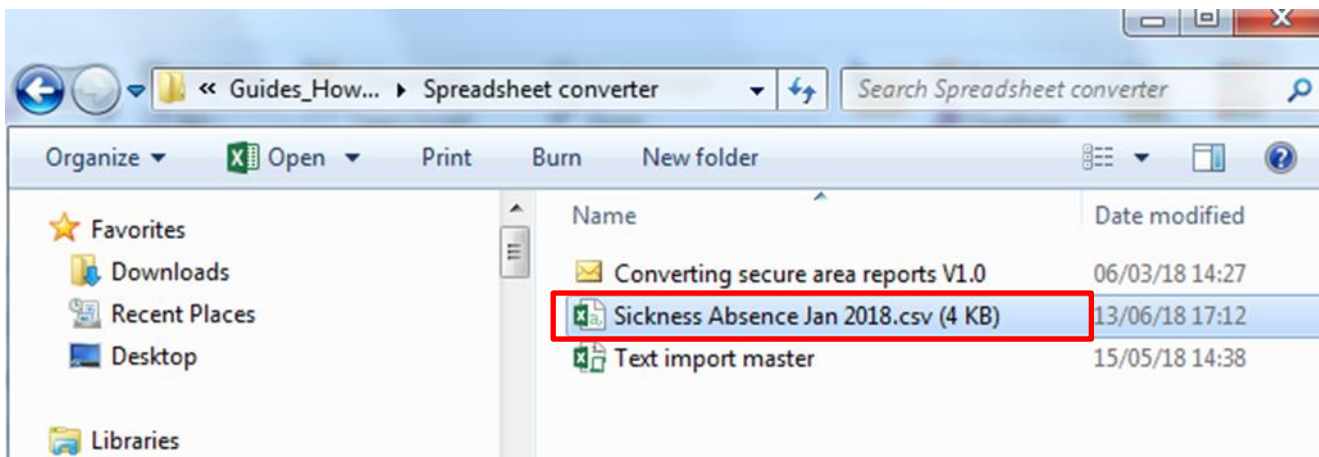 « Guides_How... ▸ Spreadsheet converter
Search Spreadsheet converter
Organize Open Print Burn New folder
Favorites
Downloads
Recent Places
Desktop
Libraries
Name Date modified
Converting secure area reports V1.0 06/03/18 14:27
Sickness Absence Jan 2018.csv (4 KB) 13/06/18 17:12
Text import master 15/05/18 14:38